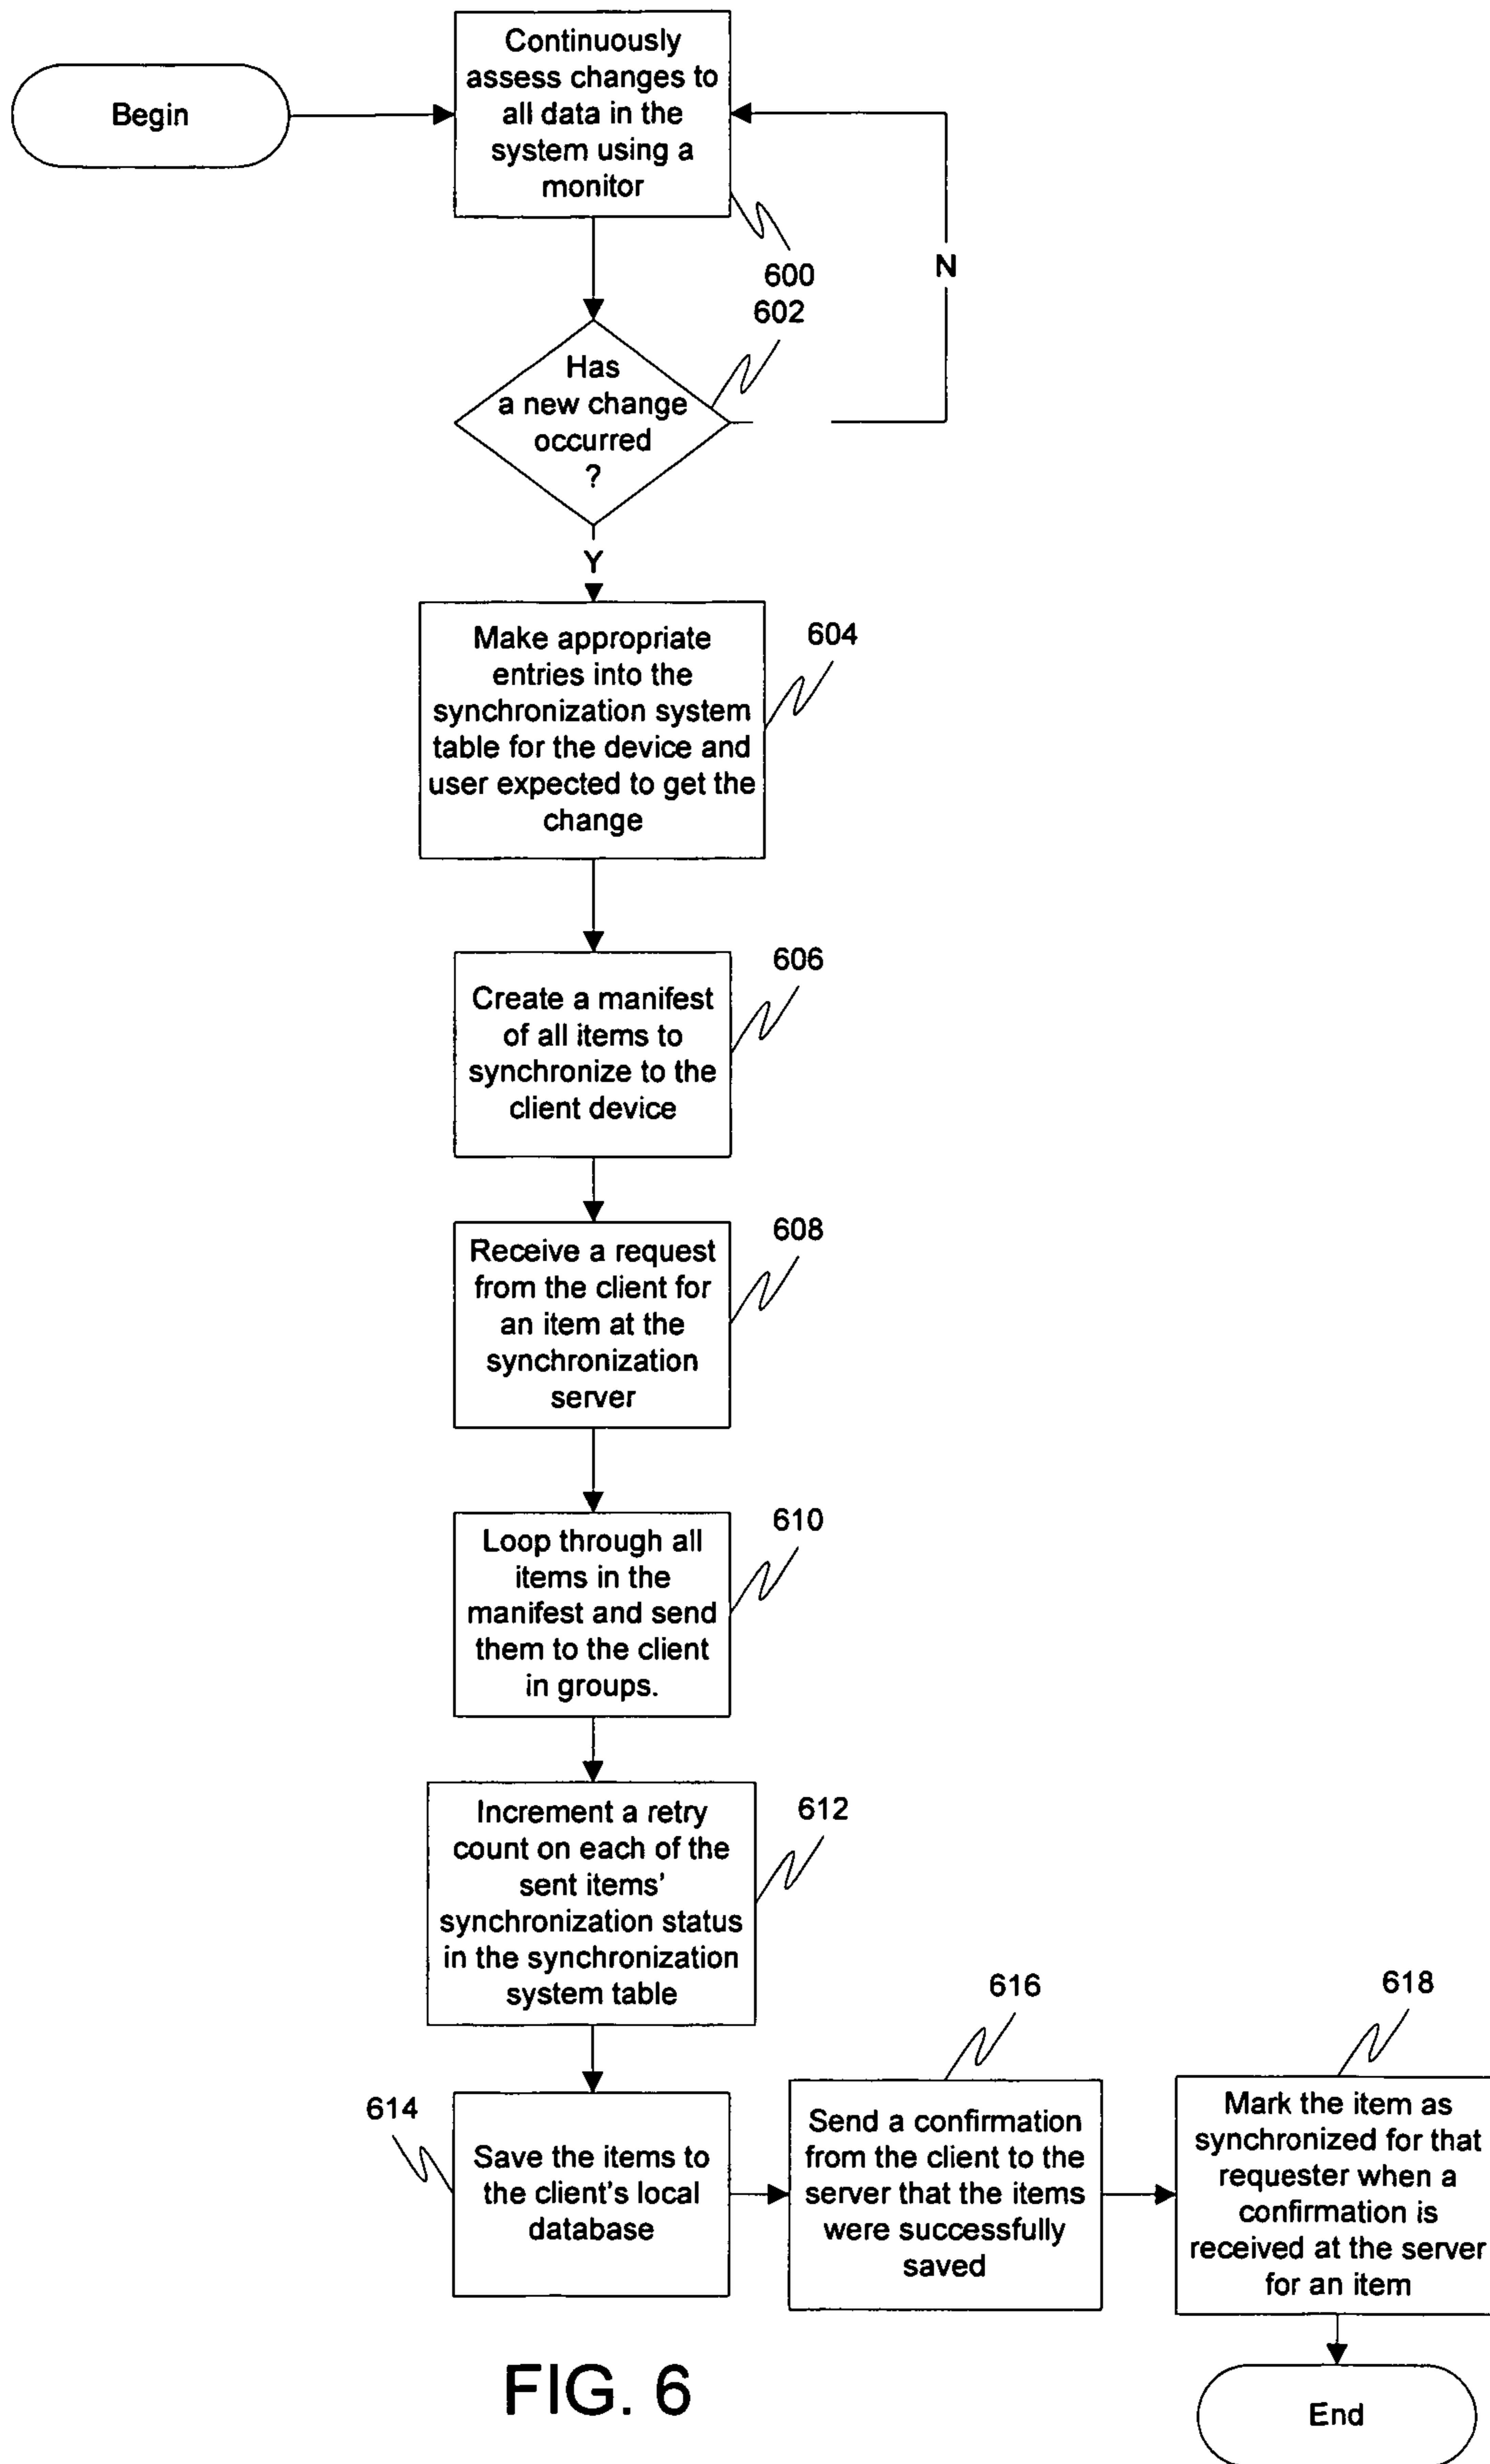 Begin
Continuously
assess changes to
all data in the
system using a
monitor
600
N
602
Has
a new change
occurred
?
Y
Make appropriate
entries into the
synchronization system
table for the device and
user expected to get the
change
604
Create a manifest
of all items to
synchronize to the
client device
606
Receive a request
from the client for
an item at the
synchronization
server
608
Loop through all
items in the
manifest and send
them to the client
in groups.
610
Increment a retry
count on each of the
sent items'
synchronization status
in the synchronization
system table
612
614
Save the items to
the client's local
database
616
Send a confirmation
from the client to the
server that the items
were successfully
saved
618
Mark the item as
synchronized for that
requester when a
confirmation is
received at the server
for an item
End
FIG. 6